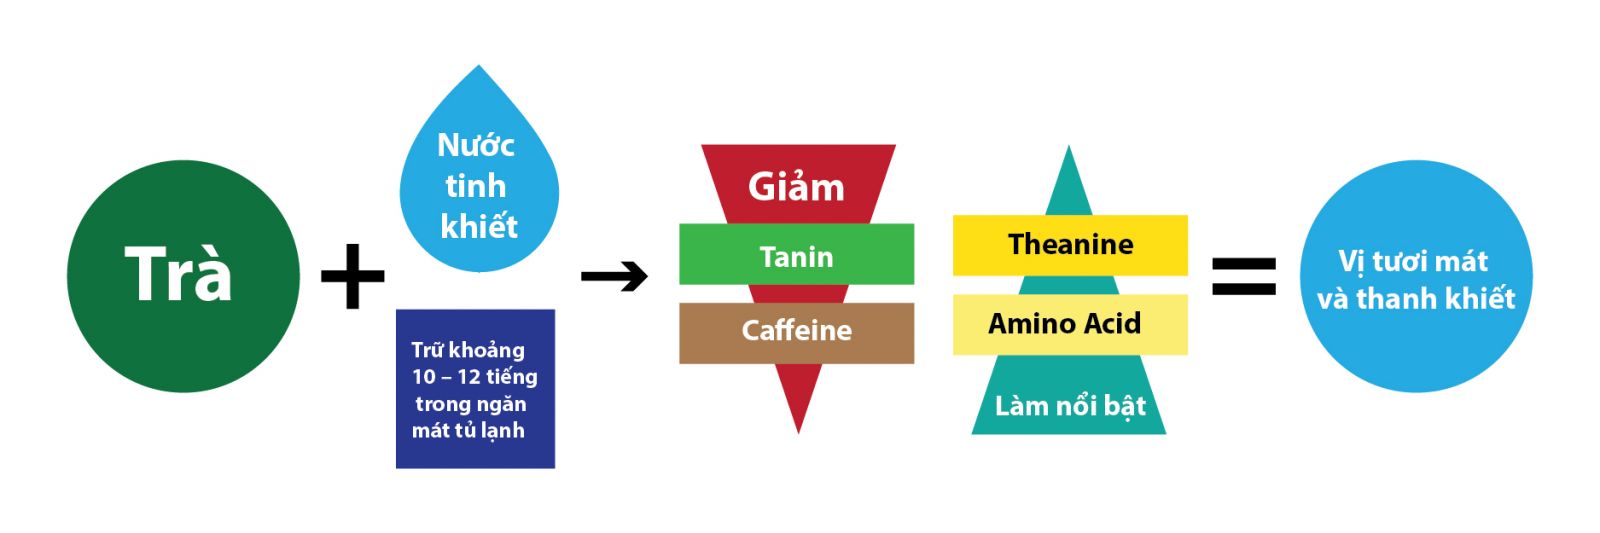 Trà
Nước
tinh
khiết
Trữ khoảng
10 – 12 tiếng
trong ngăn
mát tủ lạnh
Giảm
Tanin
Caffeine
Theanine
Amino Acid
Làm nổi bật
Vị tươi mát
và thanh khiết